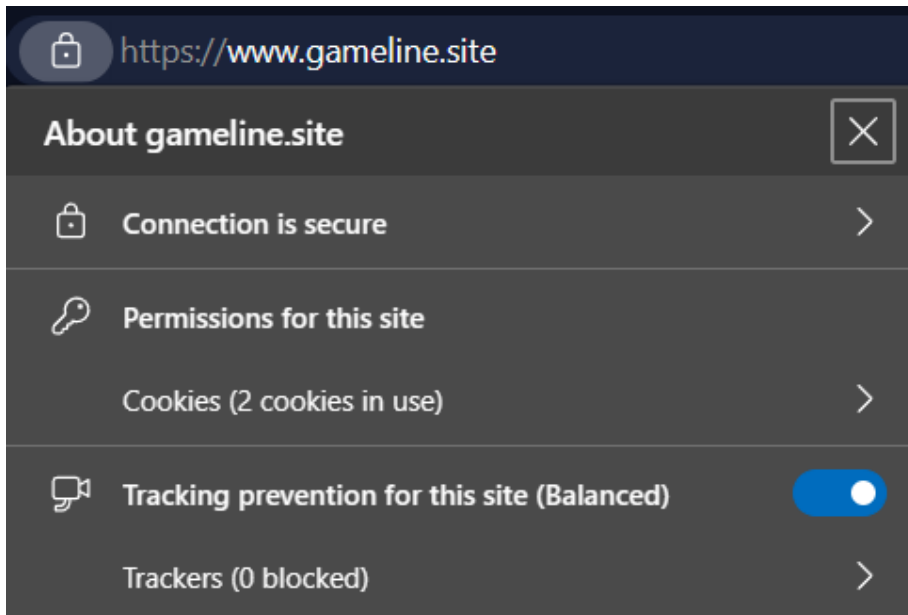 https://www.gameline.site
About gameline.site
Connection is secure
Permissions for this site
Cookies (2 cookies in use)
Tracking prevention for this site (Balanced)
Trackers (0 blocked)